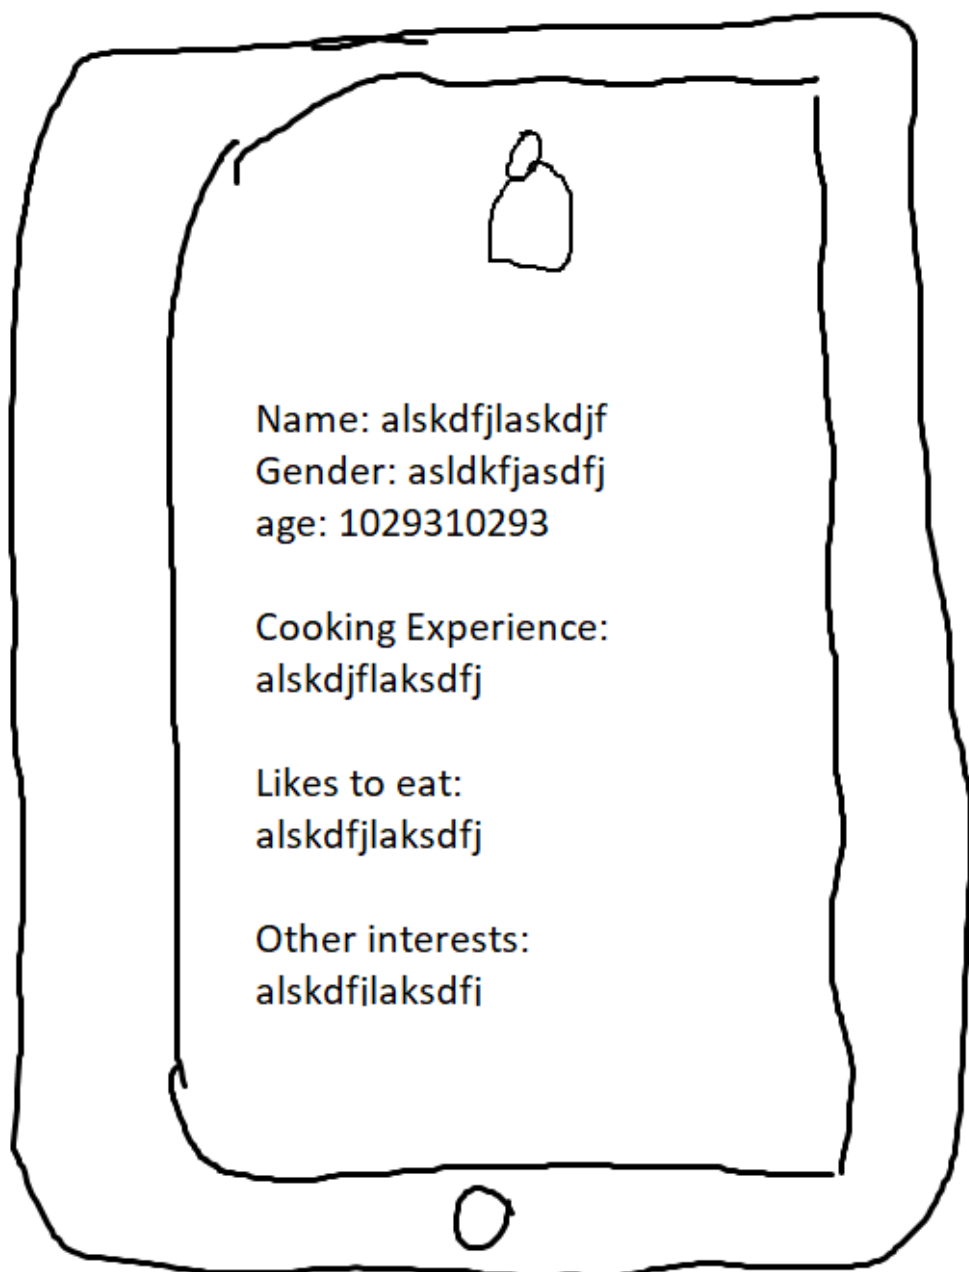 Name: alskdfjlaskdjf
Gender: asldkfjasdfj
age: 1029310293
Cooking Experience:
alskdjflaksdfj
Likes to eat:
alskdfjlaksdfj
Other interests:
alskdfjlaksdfj